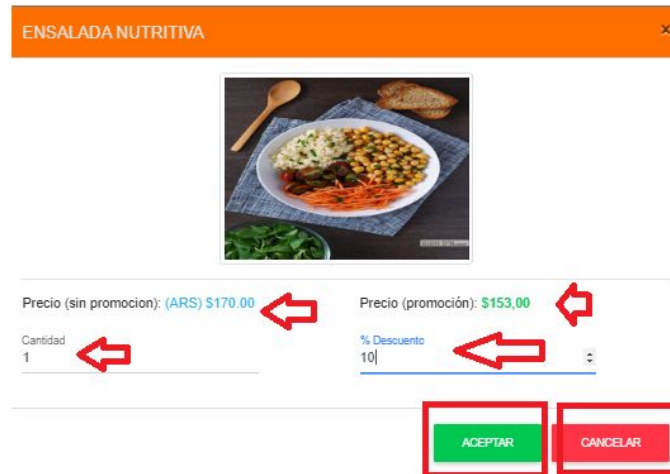 ENSALADA NUTRITIVA
×
Precio (sin promocion): (ARS) $170.00
Precio (promoción): $153,00
Cantidad
1
% Descuento
10
ACEPTAR
CANCELAR